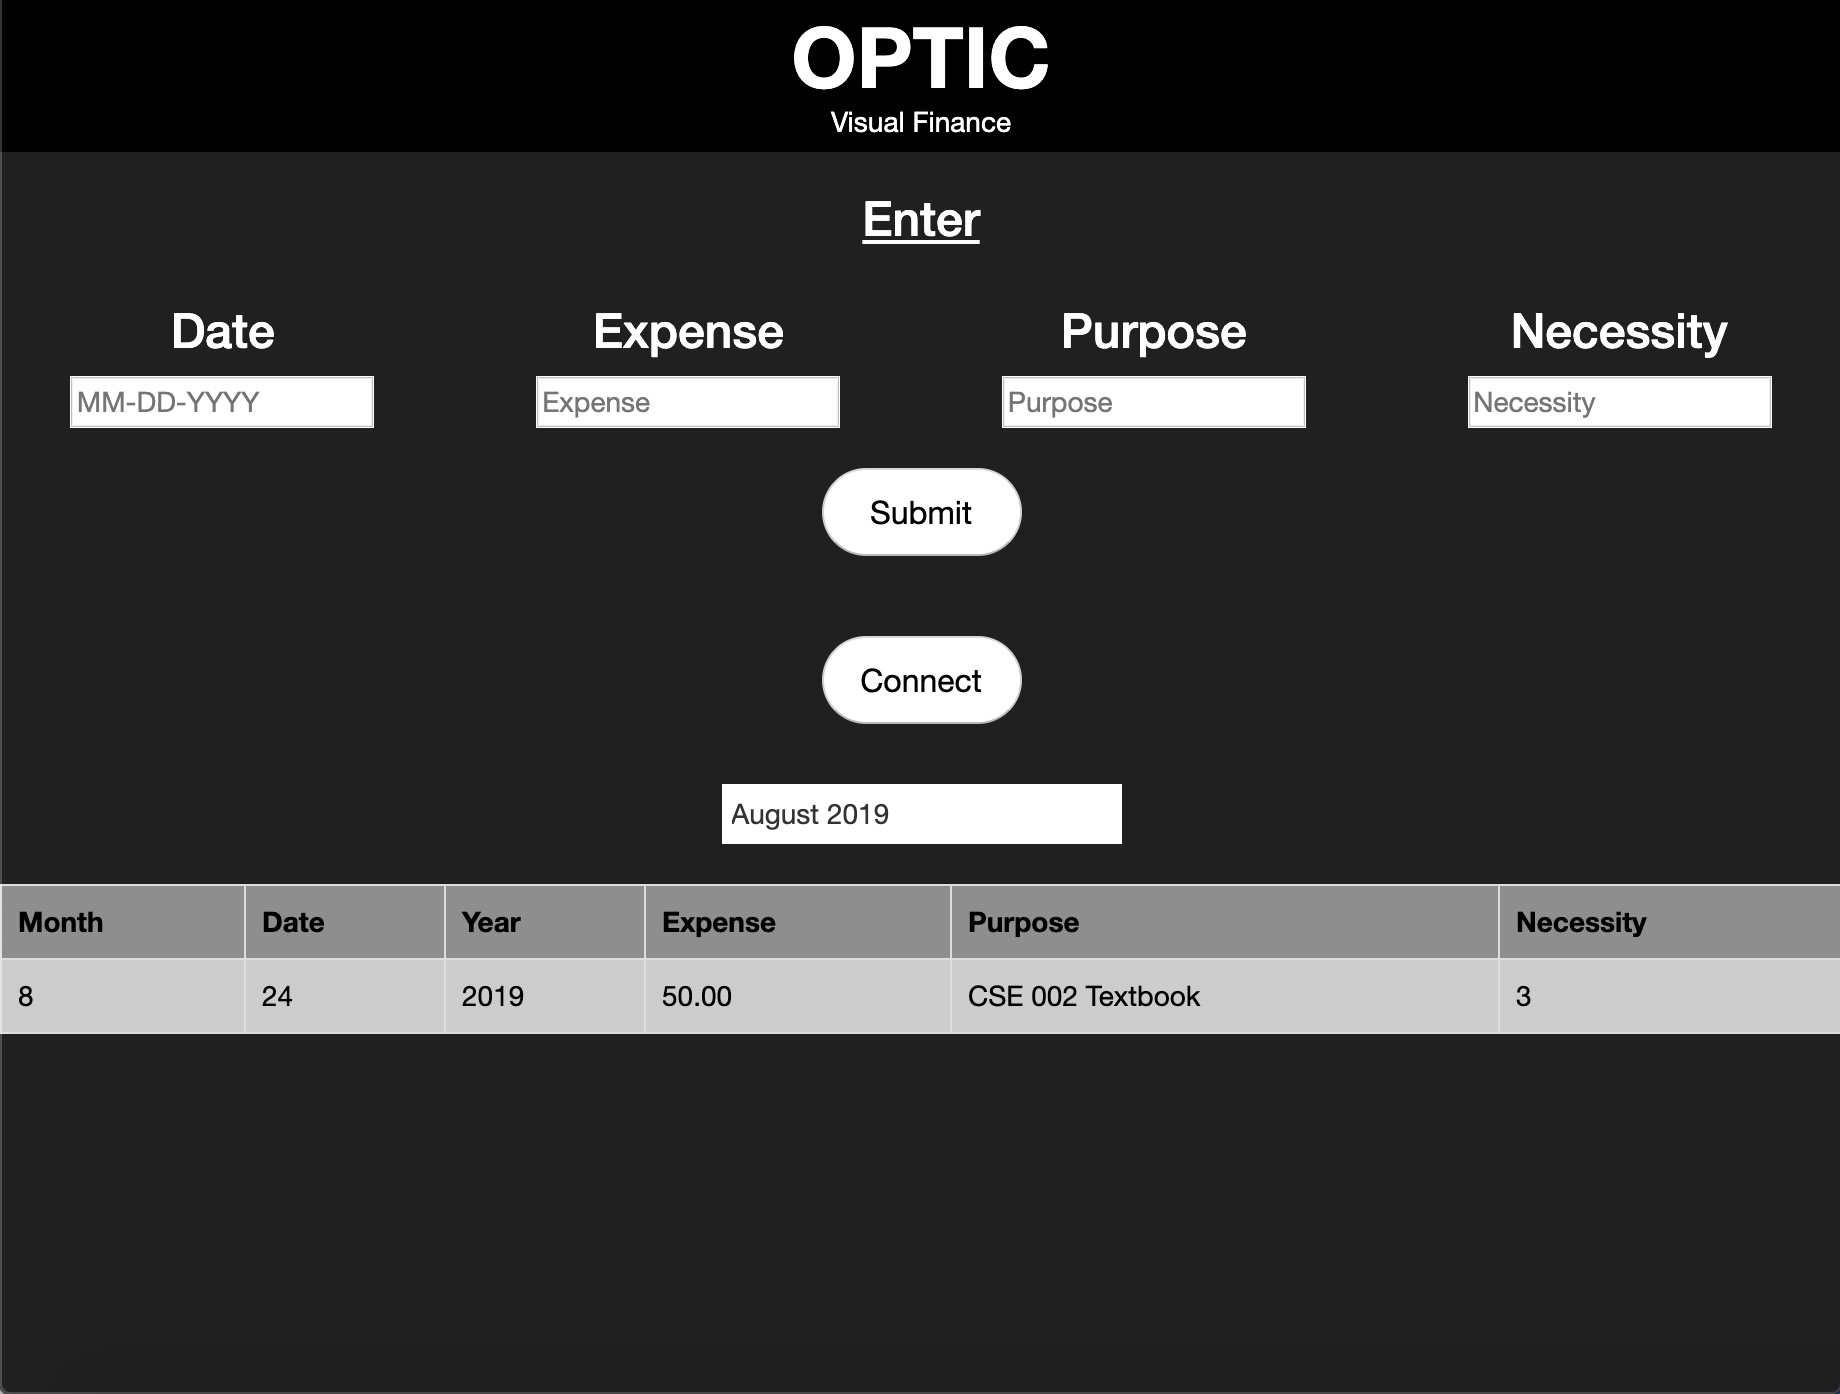 OPTIC
Visual Finance
Enter
Date Expense Purpose Necessity
MM-DD-YYYY Expense Purpose Necessity
Submit
Connect
August 2019
Month Date Year Expense Purpose Necessity
8 24 2019 50.00 CSE 002 Textbook 3